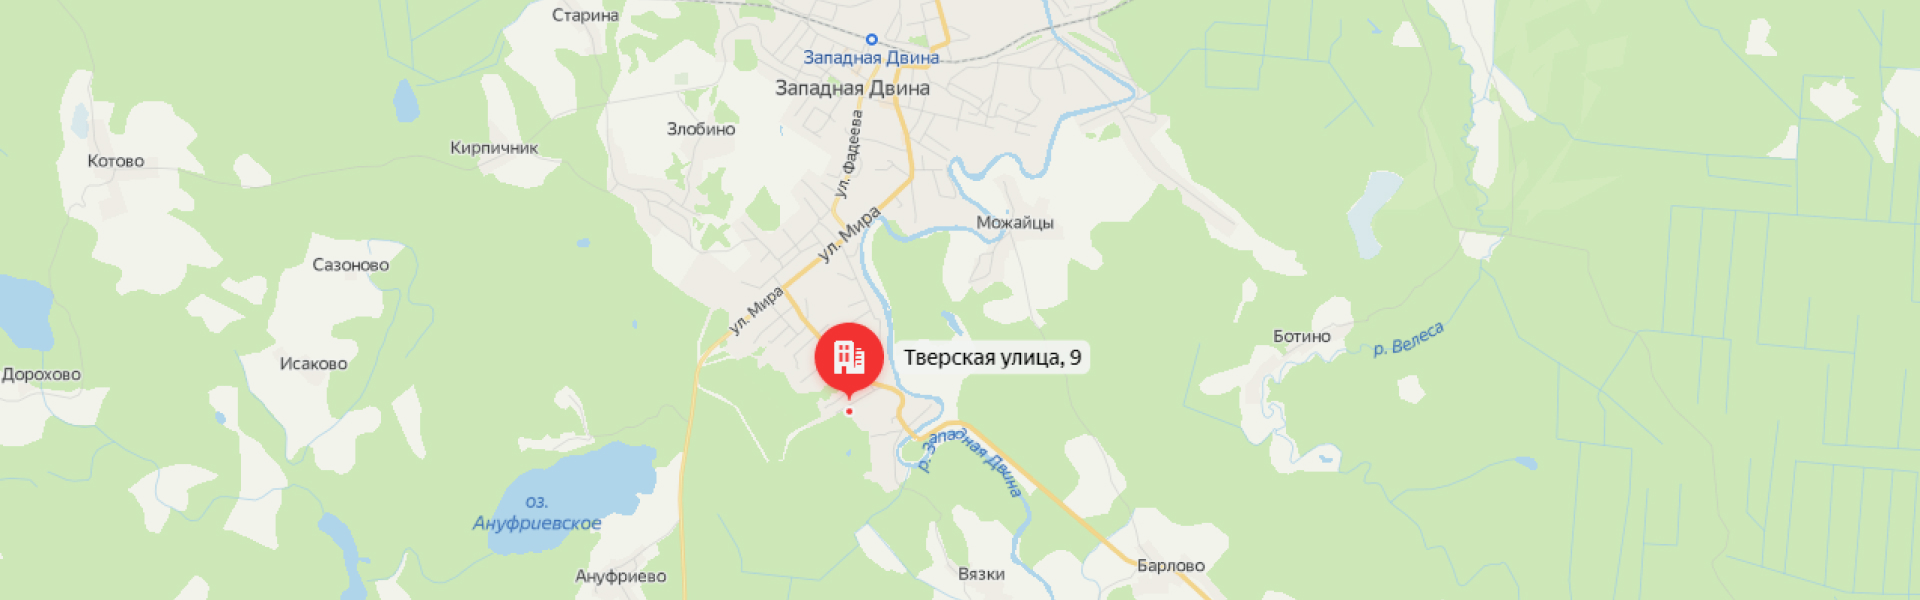 Старина
Западная Двина
Западная Двина
Злобино
Кирпичник
Котово
ул. Фадеева
ул. Мира
Можайцы
Сазоново
ул. Мира
Ботино
р. Велеса
Исаково
Дорохово
Тверская улица, 9
р. Западная Двина
оз.
Ануфриевское
Ануфриево
Вязки
Барлово